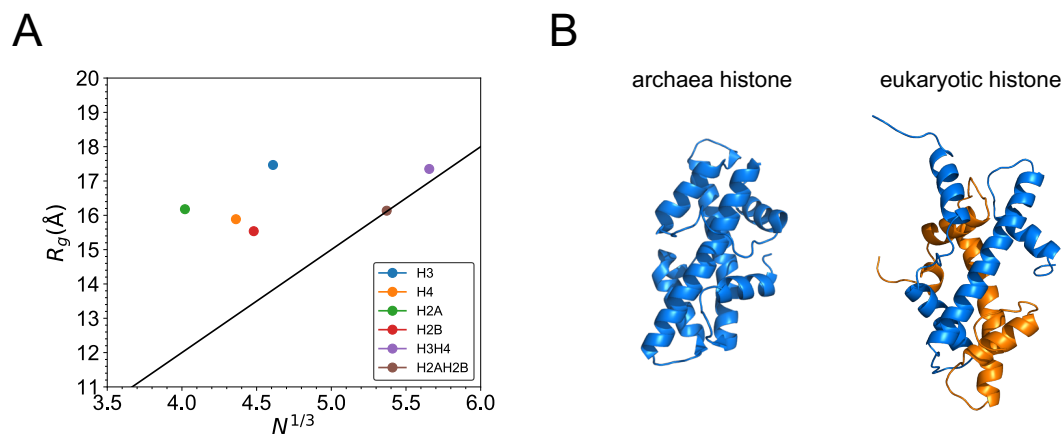 A
20
19
18
17
16
15
14
13
12
11
Rg(Å)
3.5 4.0 4.5 5.0 5.5 6.0
N^{1/3}
H3
H4
H2A
H2B
H3H4
H2AH2B
B
archaea histone
eukaryotic histone